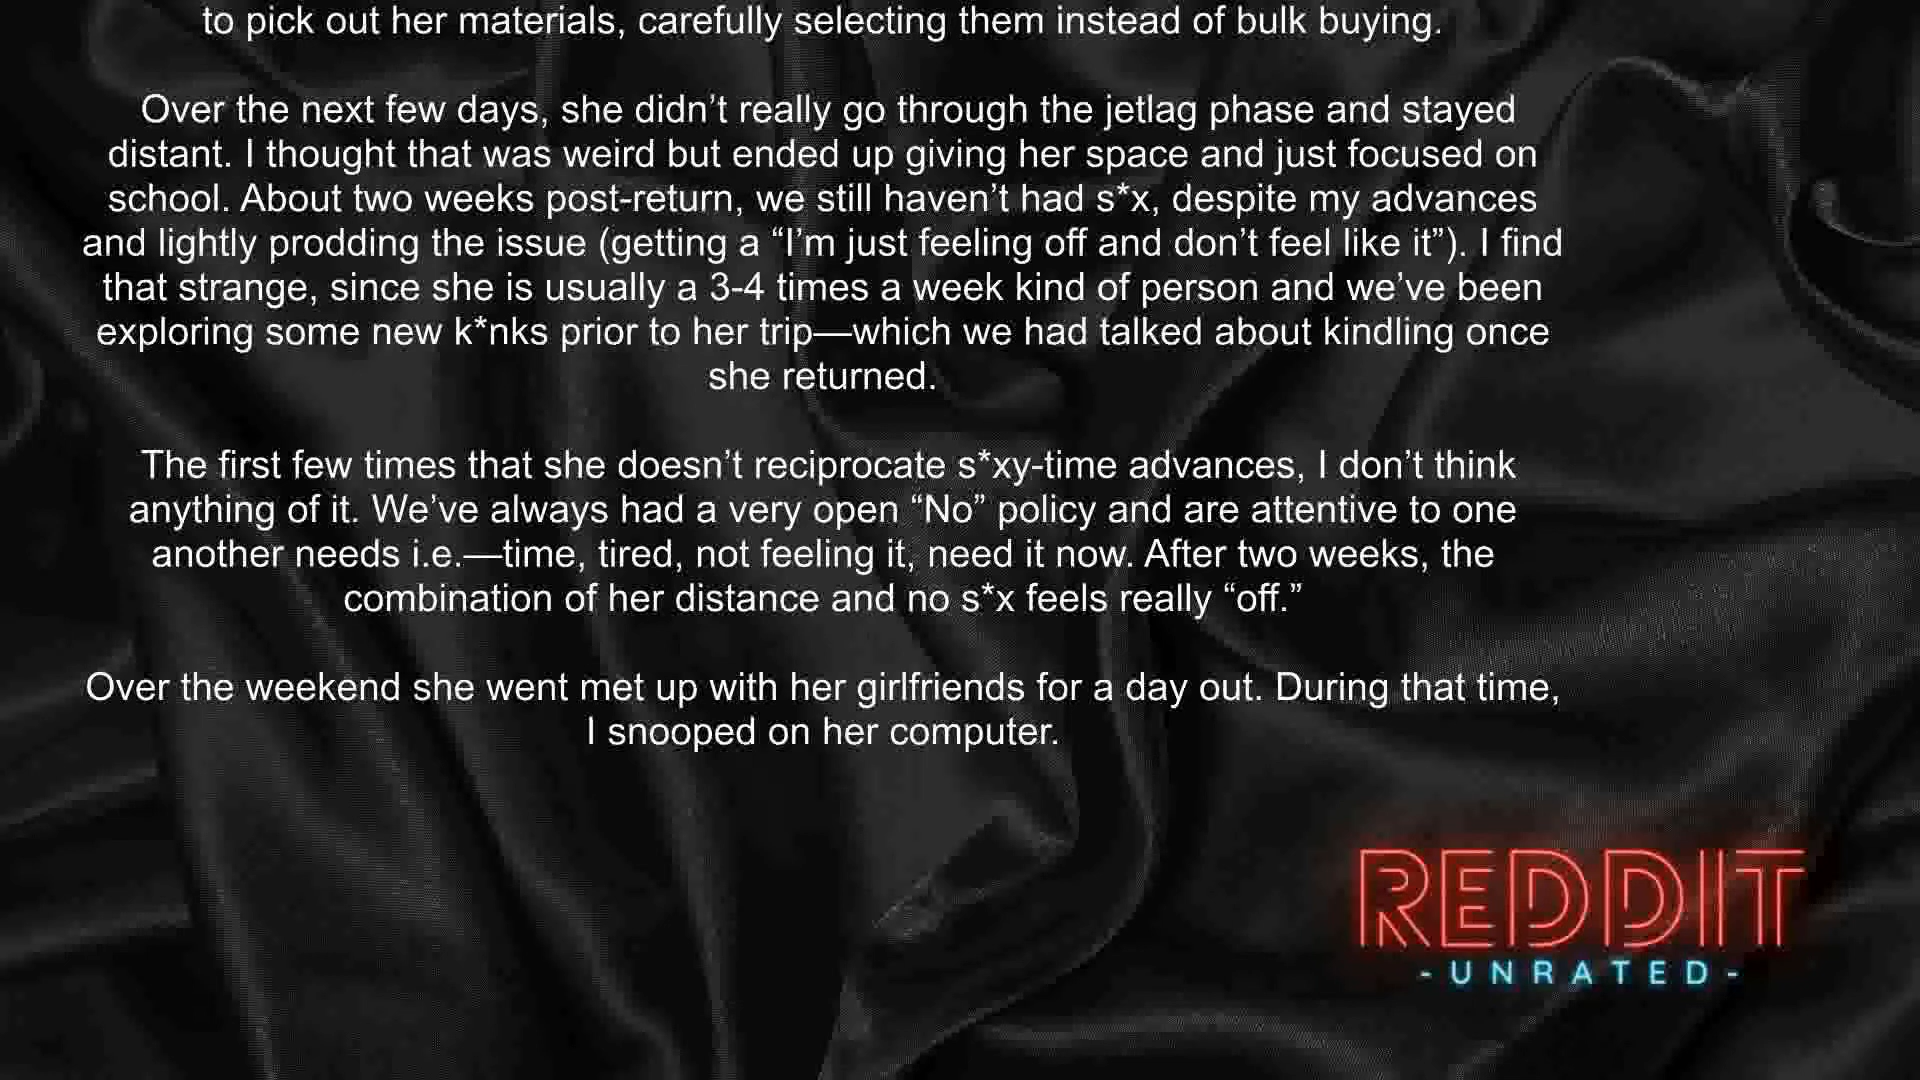 to pick out her materials, carefully selecting them instead of bulk buying.
Over the next few days, she didn’t really go through the jetlag phase and stayed
distant. I thought that was weird but ended up giving her space and just focused on
school. About two weeks post-return, we still haven’t had s*x, despite my advances
and lightly prodding the issue (getting a “I’m just feeling off and don’t feel like it”). I find
that strange, since she is usually a 3-4 times a week kind of person and we’ve been
exploring some new k*nks prior to her trip—which we had talked about kindling once
she returned.
The first few times that she doesn’t reciprocate s*xy-time advances, I don’t think
anything of it. We’ve always had a very open “No” policy and are attentive to one
another needs i.e.—time, tired, not feeling it, need it now. After two weeks, the
combination of her distance and no s*x feels really “off.”
Over the weekend she went met up with her girlfriends for a day out. During that time,
I snooped on her computer.
REDDIT
-UNRATED-